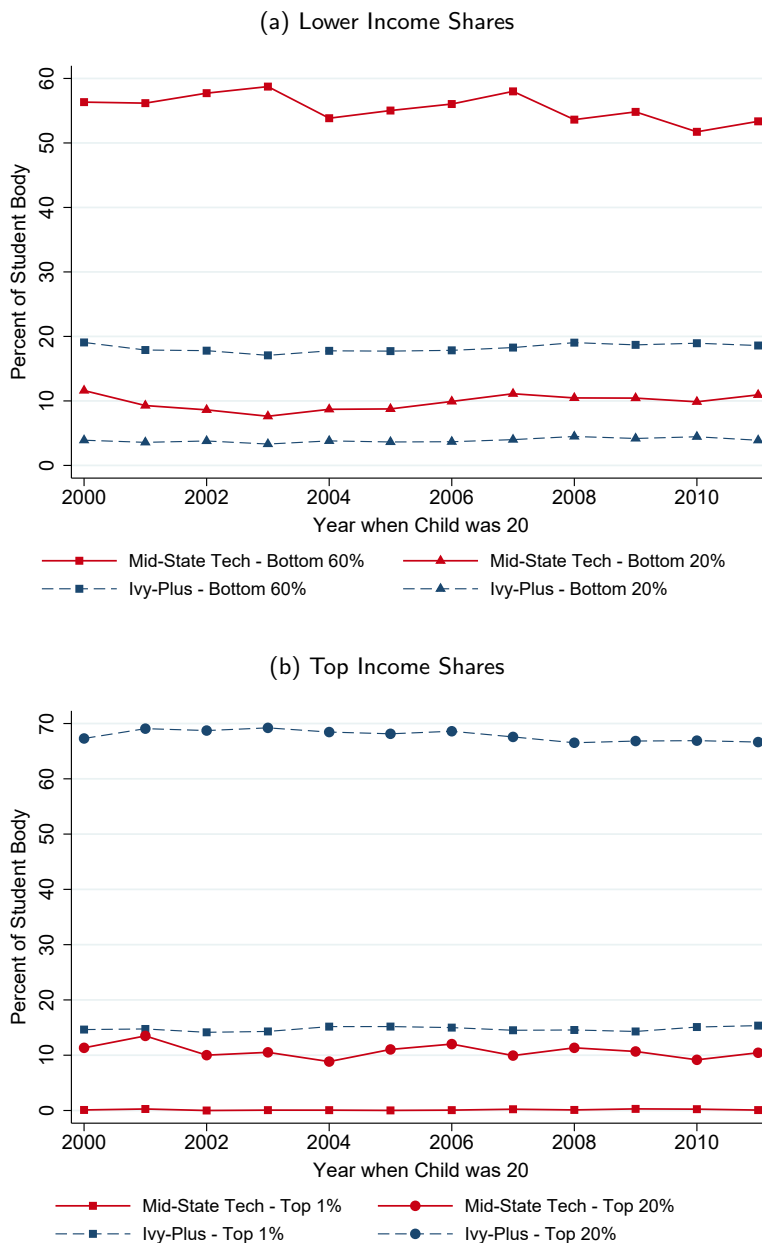 (a) Lower Income Shares
Percent of Student Body
60
50
40
30
20
10
0
2000 2002 2004 2006 2008 2010
Year when Child was 20
Mid-State Tech - Bottom 60% Mid-State Tech - Bottom 20%
Ivy-Plus - Bottom 60% Ivy-Plus - Bottom 20%
(b) Top Income Shares
Percent of Student Body
70
60
50
40
30
20
10
0
2000 2002 2004 2006 2008 2010
Year when Child was 20
Mid-State Tech - Top 1% Mid-State Tech - Top 20%
Ivy-Plus - Top 1% Ivy-Plus - Top 20%